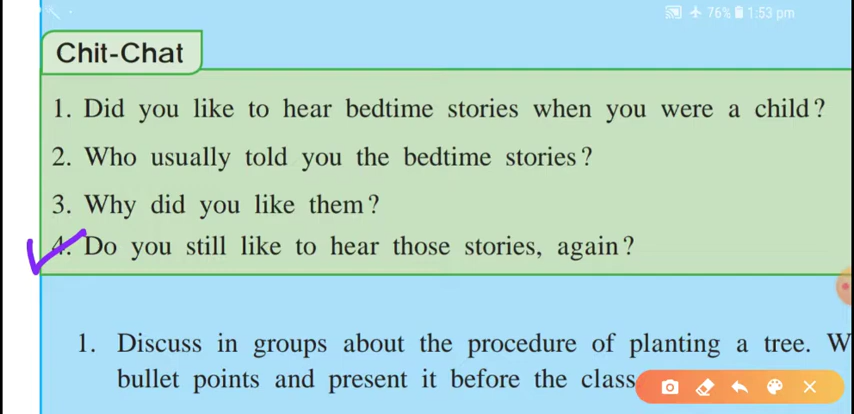 76% 1:53 pm
Chit-Chat
1. Did you like to hear bedtime stories when you were a child?
2. Who usually told you the bedtime stories?
3. Why did you like them?
4. Do you still like to hear those stories, again?
1. Discuss in groups about the procedure of planting a tree. W
bullet points and present it before the class